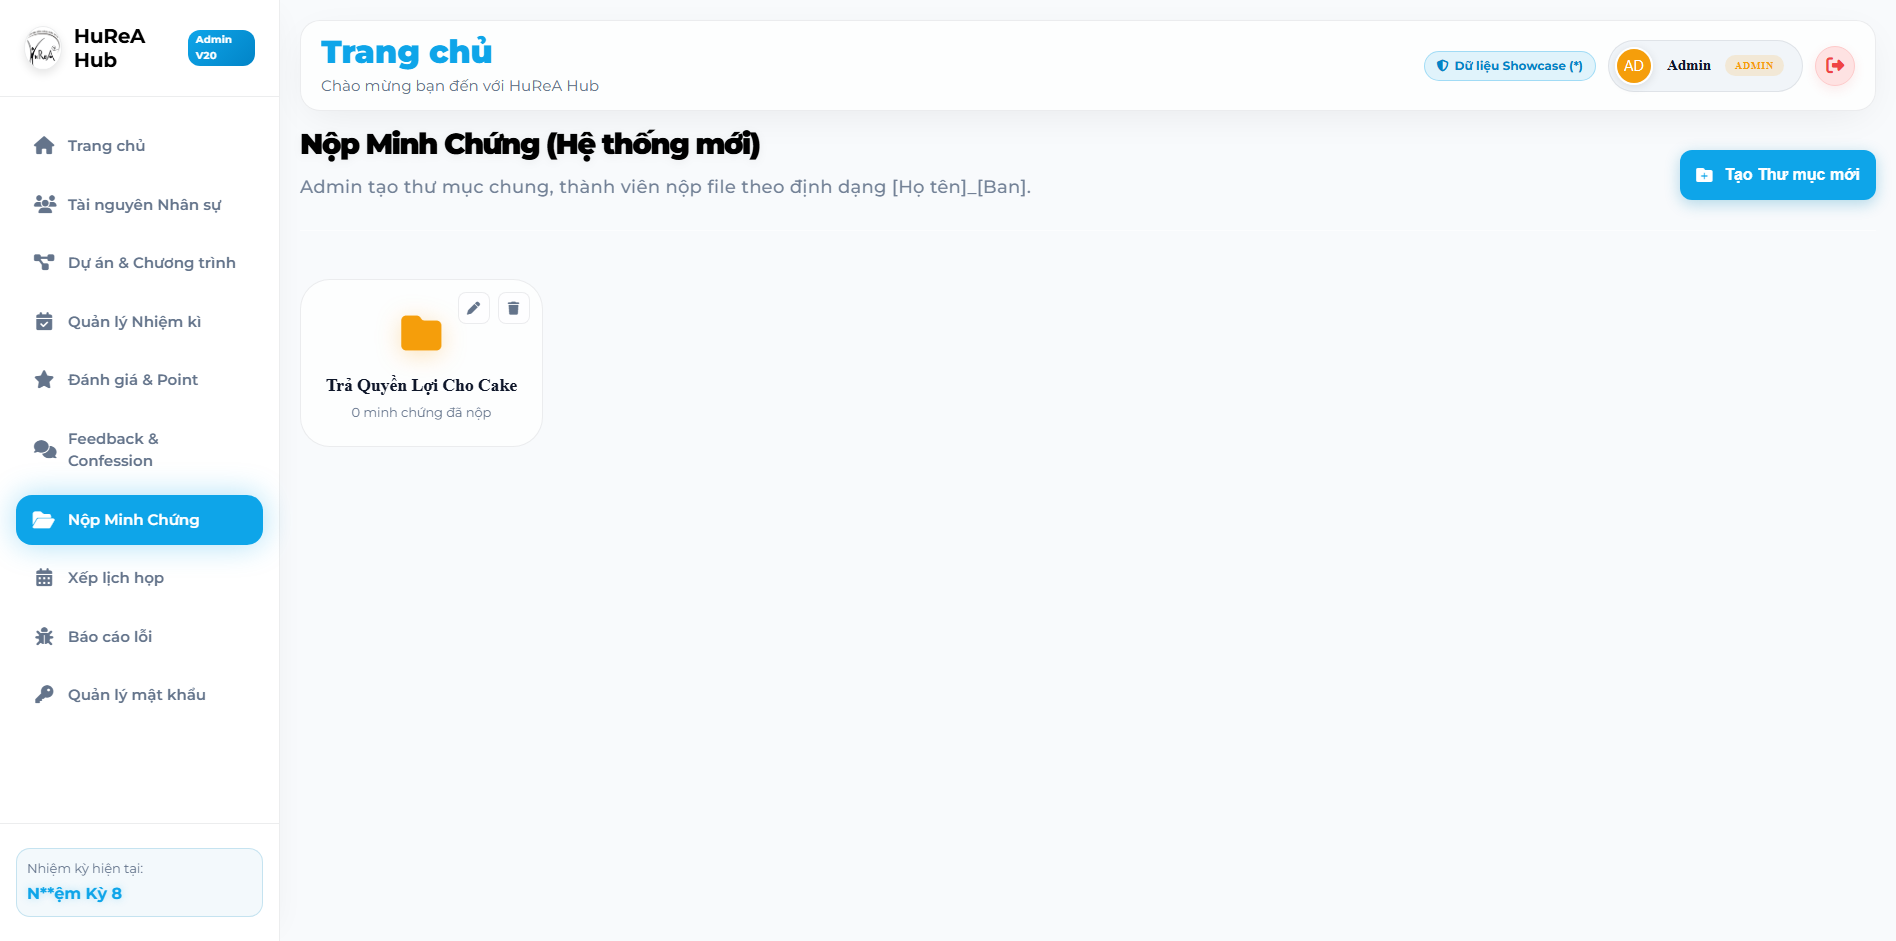 HuReA
Hub
Admin
V20
Trang chủ
Tài nguyên Nhân sự
Dự án & Chương trình
Quản lý Nhiệm kì
Đánh giá & Point
Feedback &
Confession
Nộp Minh Chứng
Xếp lịch họp
Báo cáo lỗi
Quản lý mật khẩu
Nhiệm kỳ hiện tại:
N**ệm Kỳ 8
Trang chủ
Chào mừng bạn đến với HuReA Hub
Dữ liệu Showcase (*)
AD
Admin
ADMIN
Nộp Minh Chứng (Hệ thống mới)
Admin tạo thư mục chung, thành viên nộp file theo định dạng [Họ tên]_[Ban].
Tạo Thư mục mới
Trả Quyền Lợi Cho Cake
0 minh chứng đã nộp